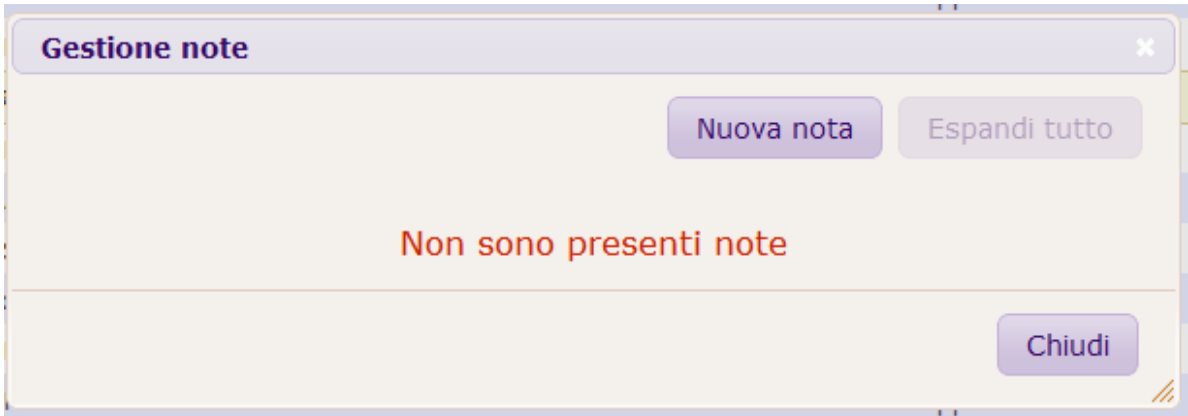 Gestione note
Nuova nota Espandi tutto
Non sono presenti note
Chiudi